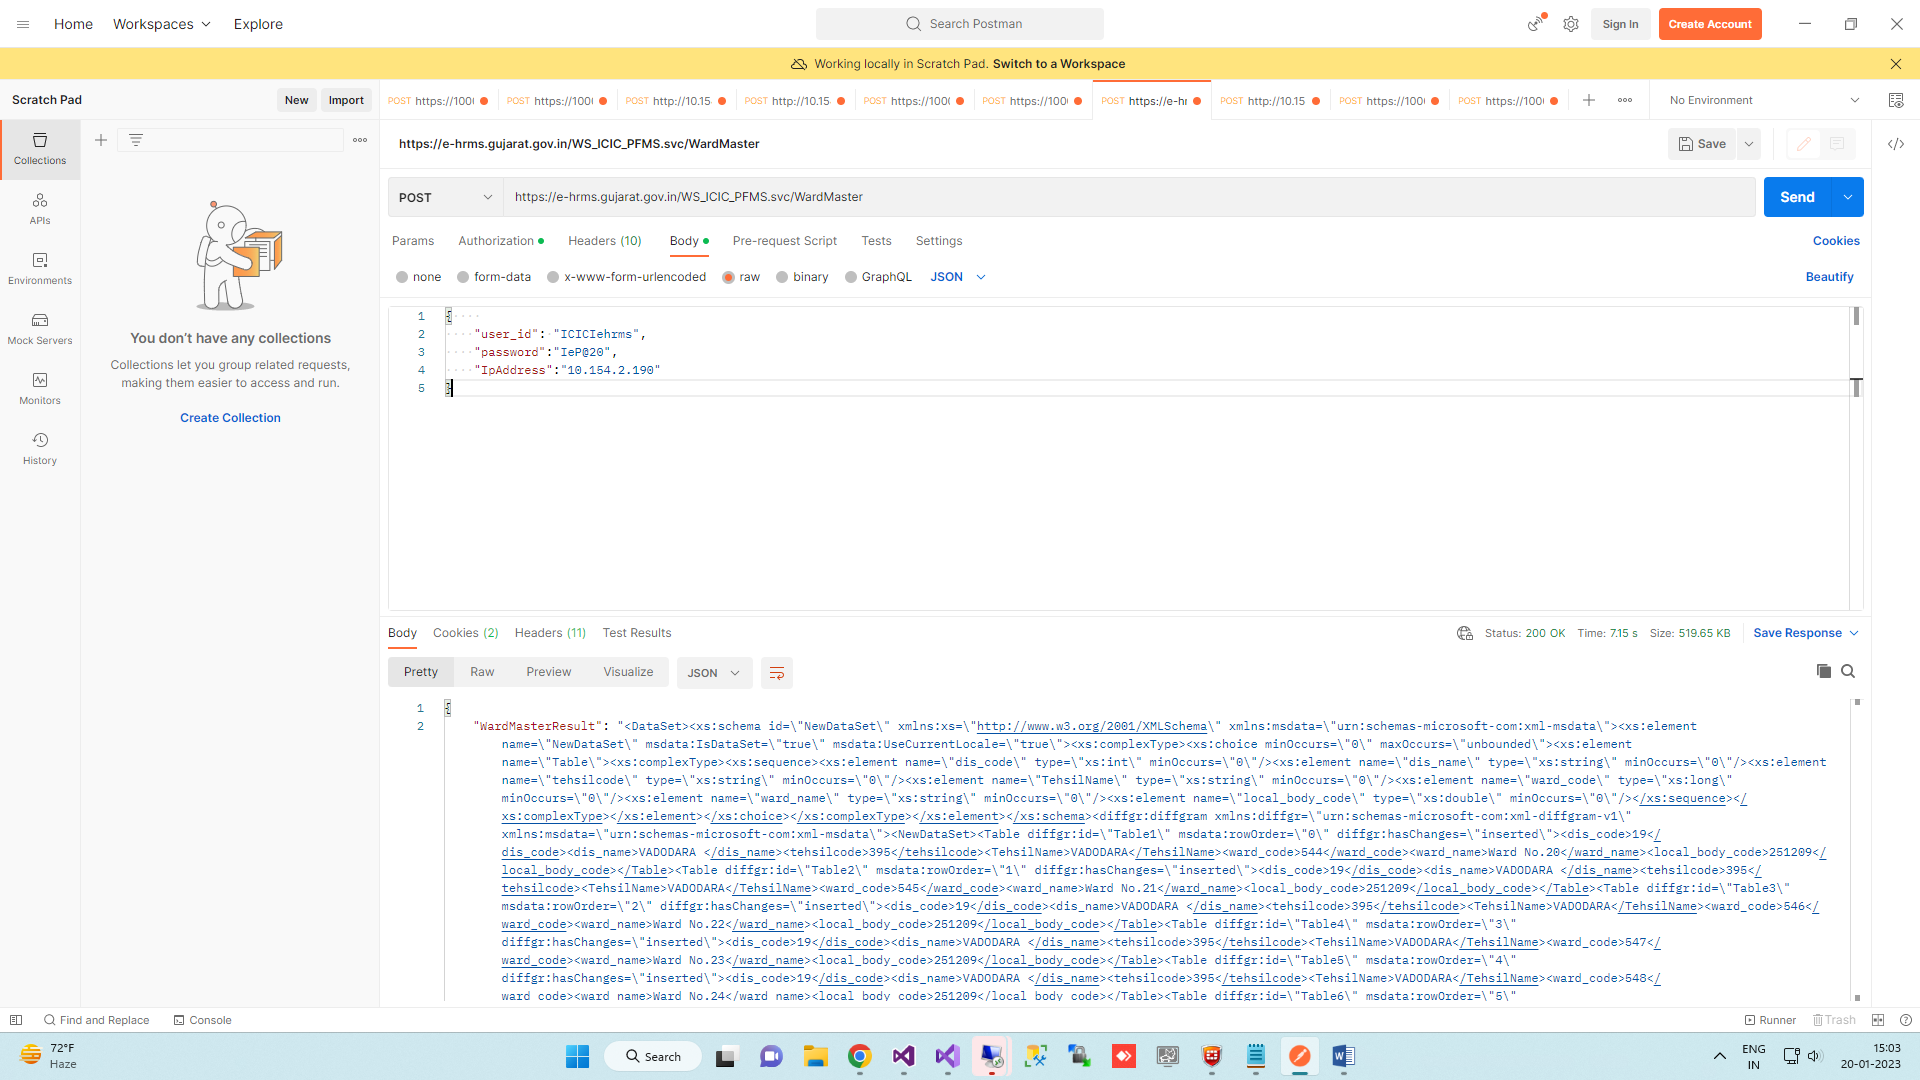 Home
Workspaces
Explore
Search Postman
Sign In
Create Account
Working locally in Scratch Pad. Switch to a Workspace
Scratch Pad
New
Import
POST https://100
POST https://100
POST http://10.15
POST http://10.15
POST https://100
POST https://100
POST https://e-hr
POST http://10.15
POST https://100
POST https://100
No Environment
Collections
APIs
Environments
Mock Servers
Monitors
History
You don't have any collections
Collections let you group related requests,
making them easier to access and run.
Create Collection
https://e-hrms.gujarat.gov.in/WS_ICIC_PFMS.svc/WardMaster
Save
POST
https://e-hrms.gujarat.gov.in/WS_ICIC_PFMS.svc/WardMaster
Send
Params
Authorization
Headers (10)
Body
Pre-request Script
Tests
Settings
Cookies
none
form-data
x-www-form-urlencoded
raw
binary
GraphQL
JSON
Beautify
1 {
2 "user_id": "ICICIehrms",
3 "password":"IeP@20",
4 "IpAddress":"10.154.2.190"
5 }
Body
Cookies (2)
Headers (11)
Test Results
Status: 200 OK
Time: 7.15 s
Size: 519.65 KB
Save Response
Pretty
Raw
Preview
Visualize
JSON
1 {
2 "WardMasterResult": "<DataSet><xs:schema id=\"NewDataSet\" xmlns:xs=\"http://www.w3.org/2001/XMLSchema\" xmlns:msdata=\"urn:schemas-microsoft-com:xml-msdata\"><xs:element
name=\"NewDataSet\" msdata:IsDataSet=\"true\" msdata:UseCurrentLocale=\"true\"><xs:complexType><xs:choice minOccurs=\"0\" maxOccurs=\"unbounded\"><xs:element
name=\"Table\"><xs:complexType><xs:sequence><xs:element name=\"dis_code\" type=\"xs:int\" minOccurs=\"0\"/><xs:element name=\"dis_name\" type=\"xs:string\" minOccurs=\"0\"/><xs:element
name=\"tehsilcode\" type=\"xs:string\" minOccurs=\"0\"/><xs:element name=\"TehsilName\" type=\"xs:string\" minOccurs=\"0\"/><xs:element name=\"ward_code\" type=\"xs:long\"
minOccurs=\"0\"/><xs:element name=\"ward_name\" type=\"xs:string\" minOccurs=\"0\"/><xs:element name=\"local_body_code\" type=\"xs:double\" minOccurs=\"0\"/></xs:sequence></
xs:complexType></xs:element></xs:choice></xs:complexType></xs:element></xs:schema><diffgr:diffgram xmlns:diffgr=\"urn:schemas-microsoft-com:xml-diffgram-v1\"
xmlns:msdata=\"urn:schemas-microsoft-com:xml-msdata\"><NewDataSet><Table diffgr:id=\"Table1\" msdata:rowOrder=\"0\" diffgr:hasChanges=\"inserted\"><dis_code>19</
dis_code><dis_name>VADODARA </dis_name><tehsilcode>395</tehsilcode><TehsilName>VADODARA</TehsilName><ward_code>544</ward_code><ward_name>Ward No.20</ward_name><local_body_code>251209</
local_body_code></Table><Table diffgr:id=\"Table2\" msdata:rowOrder=\"1\" diffgr:hasChanges=\"inserted\"><dis_code>19</dis_code><dis_name>VADODARA </dis_name><tehsilcode>395</
tehsilcode><TehsilName>VADODARA</TehsilName><ward_code>545</ward_code><ward_name>Ward No.21</ward_name><local_body_code>251209</local_body_code></Table><Table diffgr:id=\"Table3\"
msdata:rowOrder=\"2\" diffgr:hasChanges=\"inserted\"><dis_code>19</dis_code><dis_name>VADODARA </dis_name><tehsilcode>395</tehsilcode><TehsilName>VADODARA</TehsilName><ward_code>546</
ward_code><ward_name>Ward No.22</ward_name><local_body_code>251209</local_body_code></Table><Table diffgr:id=\"Table4\" msdata:rowOrder=\"3\"
diffgr:hasChanges=\"inserted\"><dis_code>19</dis_code><dis_name>VADODARA </dis_name><tehsilcode>395</tehsilcode><TehsilName>VADODARA</TehsilName><ward_code>547</
ward_code><ward_name>Ward No.23</ward_name><local_body_code>251209</local_body_code></Table><Table diffgr:id=\"Table5\" msdata:rowOrder=\"4\"
diffgr:hasChanges=\"inserted\"><dis_code>19</dis_code><dis_name>VADODARA </dis_name><tehsilcode>395</tehsilcode><TehsilName>VADODARA</TehsilName><ward_code>548</
ward_code><ward_name>Ward No.24</ward_name><local_body_code>251209</local_body_code></Table><Table diffgr:id=\"Table6\" msdata:rowOrder=\"5\"
Find and Replace
Console
Runner
Trash
72°F
Haze
Search
ENG
IN
15:03
20-01-2023